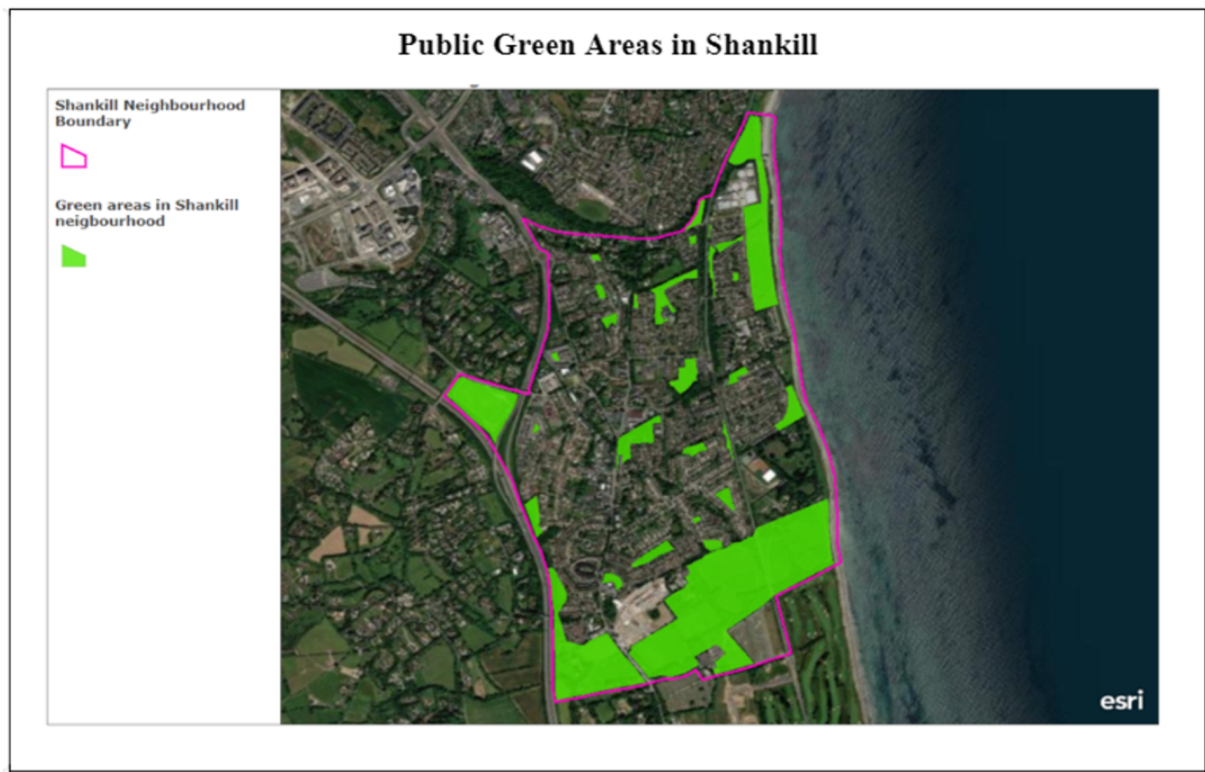 Public Green Areas in Shankill
Shankill Neighbourhood
Boundary
Green areas in Shankill
neigbourhood
esri